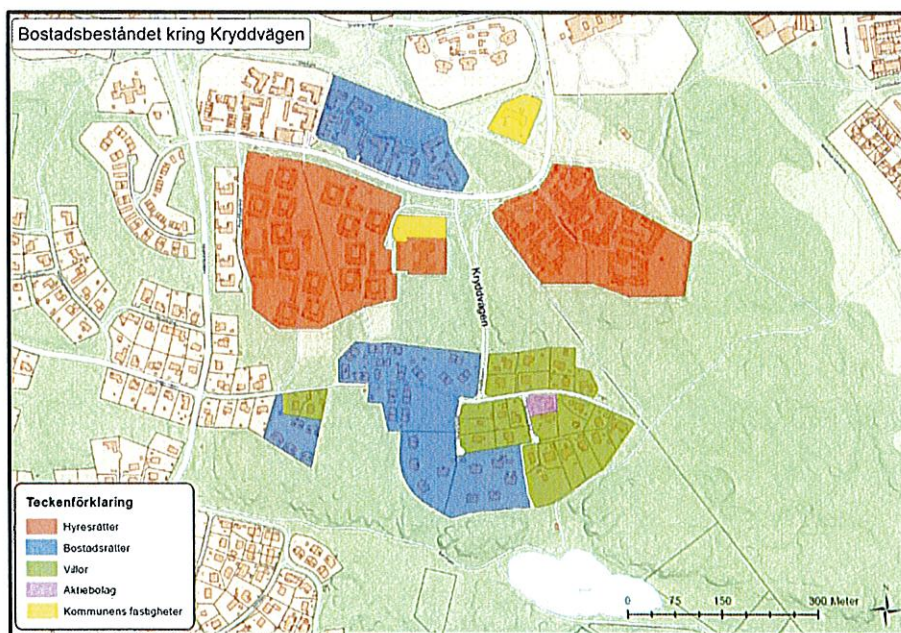 Bostadsbeståndet kring Kryddvägen
Kryddvägen
Teckenförklaring
Hyresrätter
Bostadsrätter
Villor
Aktiebolag
Kommunens fastigheter
0 75 150 300 Meter